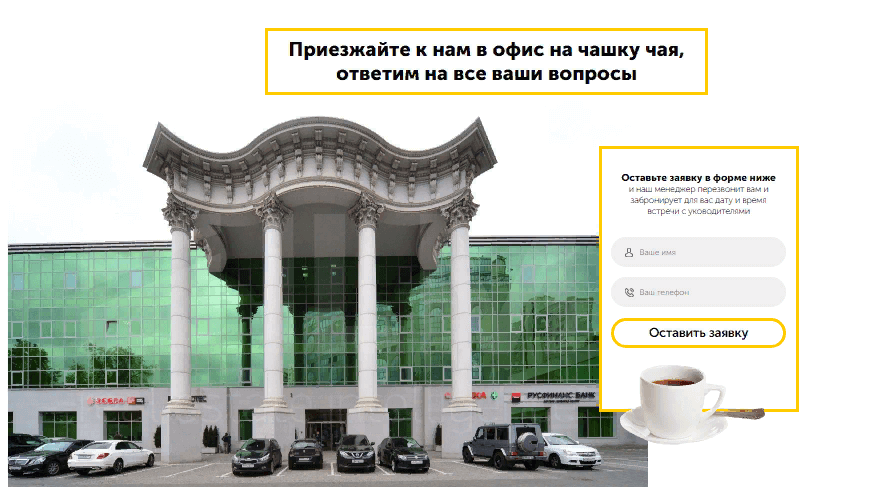 Приезжайте к нам в офис на чашку чая,
ответим на все ваши вопросы
Оставьте заявку в форме ниже
и наш менеджер перезвонит вам и
забронирует для вас дату и время
встречи с уководителями
Ваше имя
Ваш телефон
Оставить заявку
РУСФИНАНС БАНК